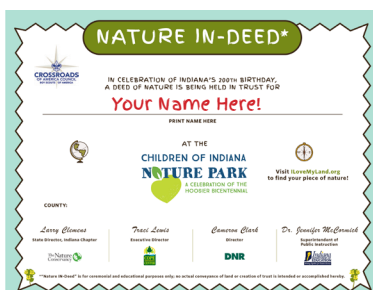 NATURE IN-DEED*
CROSSROADS
OF AMERICA COUNCIL
BOY SCOUTS OF AMERICA
IN CELEBRATION OF INDIANA'S 200TH BIRTHDAY,
A DEED OF NATURE IS BEING HELD IN TRUST FOR
Your Name Here!
PRINT NAME HERE
AT THE
CHILDREN OF INDIANA
NATURE PARK
A CELEBRATION OF THE
HOOSIER BICENTENNIAL
Visit ILoveMyLand.org
to find your piece of nature!
COUNTY:
Larry Clemens
State Director, Indiana Chapter
Traci Lewis
Executive Director
Cameron Clark
Director
Dr. Jennifer McCormick
Superintendent of
Public Instruction
The Nature
Conservancy
DNR
Indiana
*"Nature IN-Deed" is for ceremonial and educational purposes only; no actual conveyance of land or creation of trust is intended or accomplished hereby.